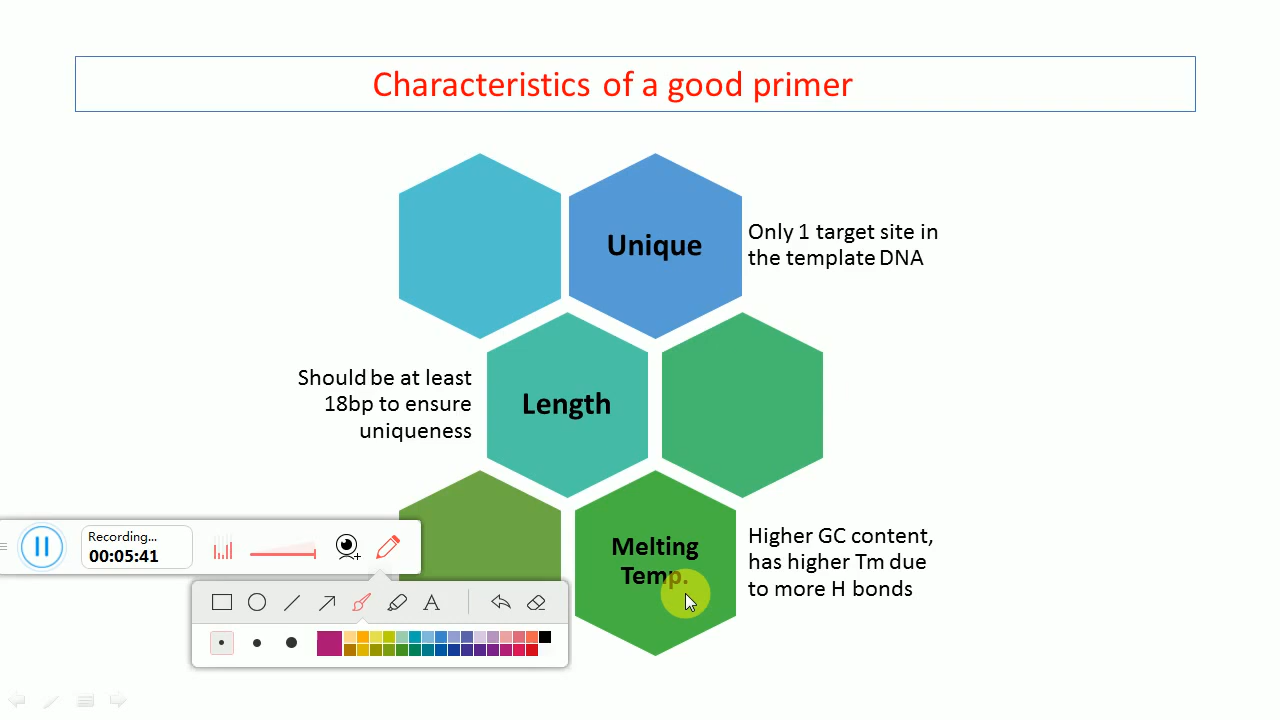 Characteristics of a good primer
Unique
Only 1 target site in
the template DNA
Should be at least
18bp to ensure
uniqueness
Length
Melting
Temp.
Higher GC content,
has higher Tm due
to more H bonds
Recording...
00:05:41
A